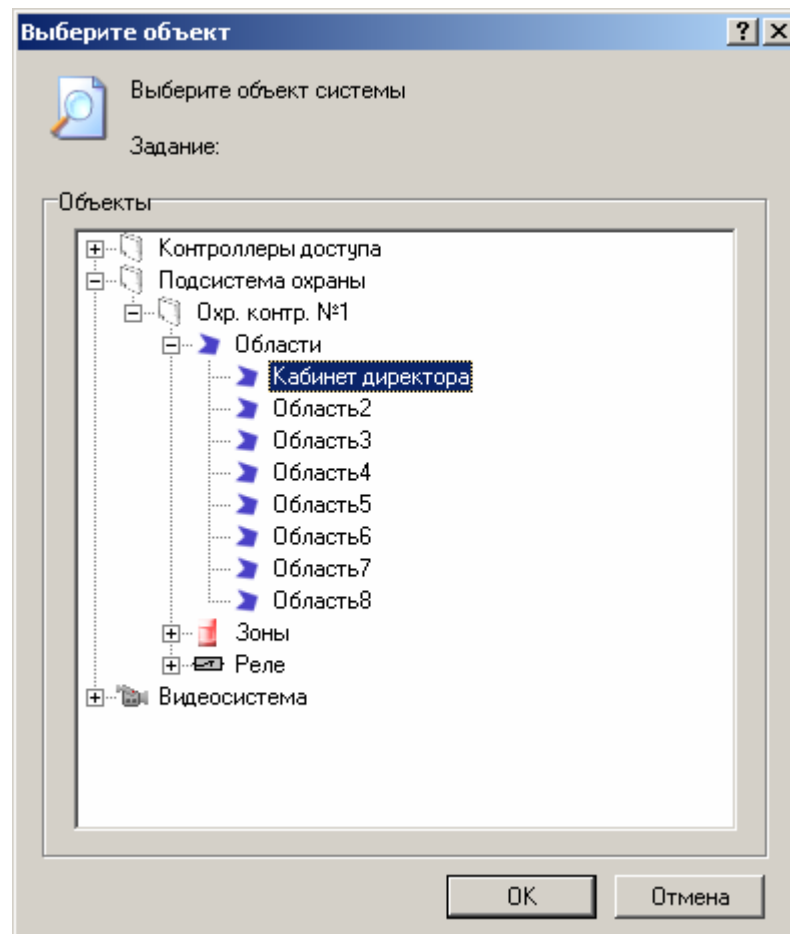 Выберите объект
Выберите объект системы
Задание:
Объекты
Контроллеры доступа
Подсистема охраны
Охр. контр. №1
Области
Кабинет директора
Область2
Область3
Область4
Область5
Область6
Область7
Область8
Зоны
Реле
Видеосистема
OK Отмена